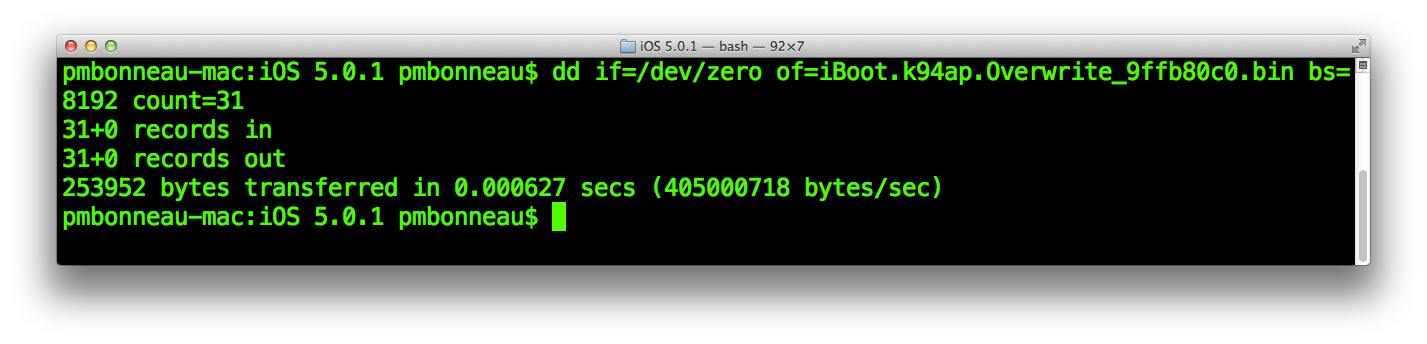 iOS 5.0.1 — bash — 92×7
pmbonneau-mac:iOS 5.0.1 pmbonneau$ dd if=/dev/zero of=iBoot.k94ap.Overwrite_9ffb80c0.bin bs=
8192 count=31
31+0 records in
31+0 records out
253952 bytes transferred in 0.000627 secs (405000718 bytes/sec)
pmbonneau-mac:iOS 5.0.1 pmbonneau$